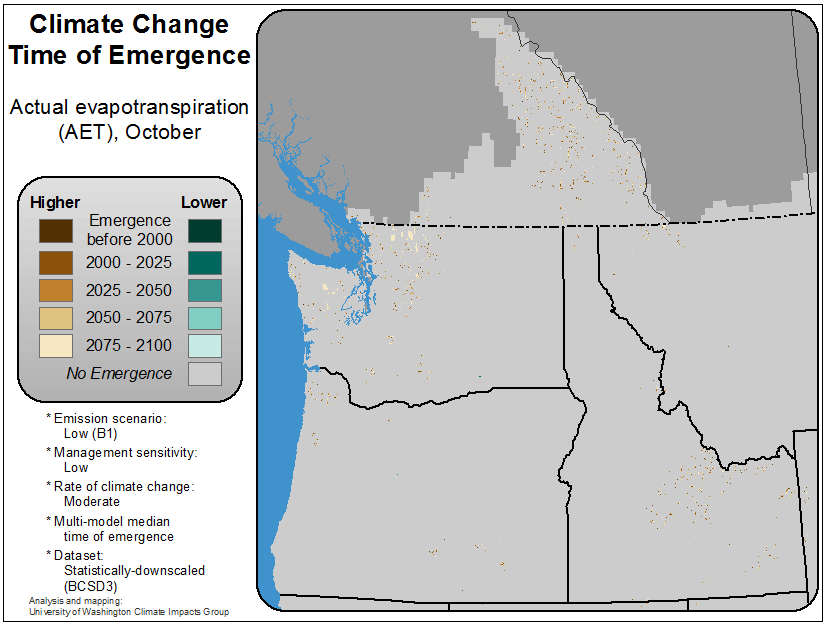 Climate Change
Time of Emergence
Actual evapotranspiration
(AET), October
Higher
Lower
Emergence
before 2000
2000 - 2025
2025 - 2050
2050 - 2075
2075 - 2100
No Emergence
* Emission scenario:
Low (B1)
* Management sensitivity:
Low
* Rate of climate change:
Moderate
* Multi-model median
time of emergence
* Dataset:
Statistically-downscaled
(BCSD3)
Analysis and mapping:
University of Washington Climate Impacts Group